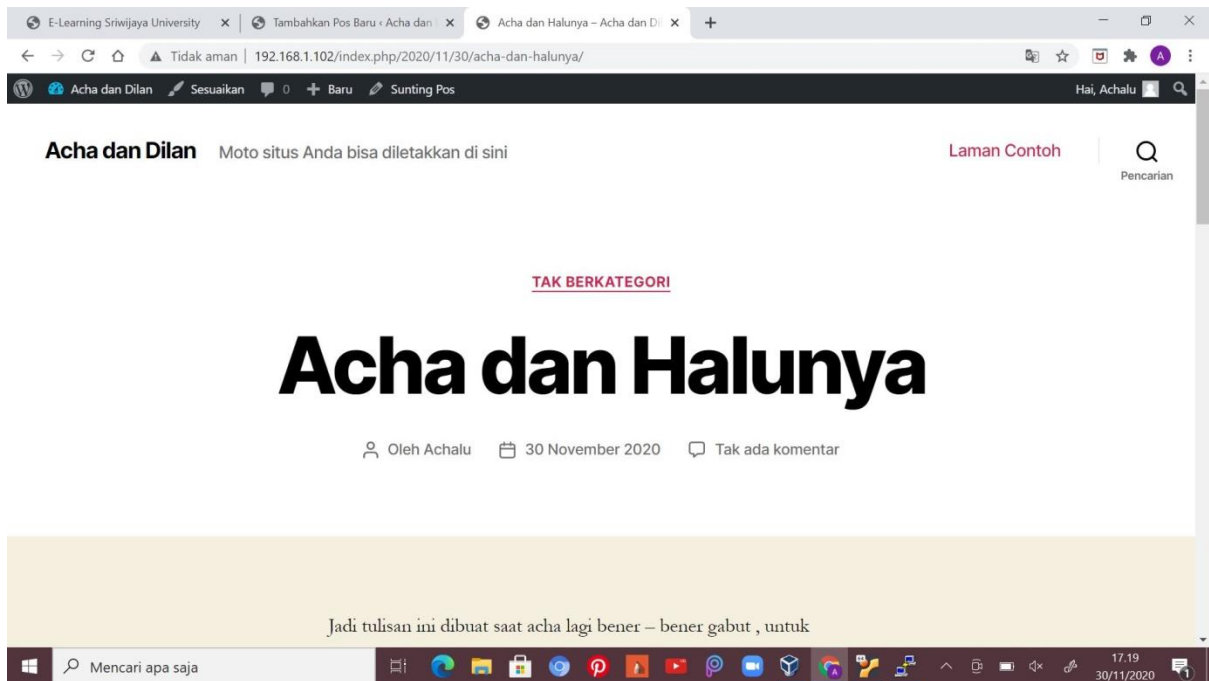 E-Learning Sriwijaya University
Tambahkan Pos Baru ‹ Acha dan
Acha dan Halunya – Acha dan Di
Tidak aman | 192.168.1.102/index.php/2020/11/30/acha-dan-halunya/
A
Acha dan Dilan Sesuaikan 0 Baru Sunting Pos Hai, Achalu
Acha dan Dilan Moto situs Anda bisa diletakkan di sini Laman Contoh
Pencarian
TAK BERKATEGORI
Acha dan Halunya
Oleh Achalu 30 November 2020 Tak ada komentar
Jadi tulisan ini dibuat saat acha lagi bener – bener gabut , untuk
Mencari apa saja
17.19
30/11/2020
1